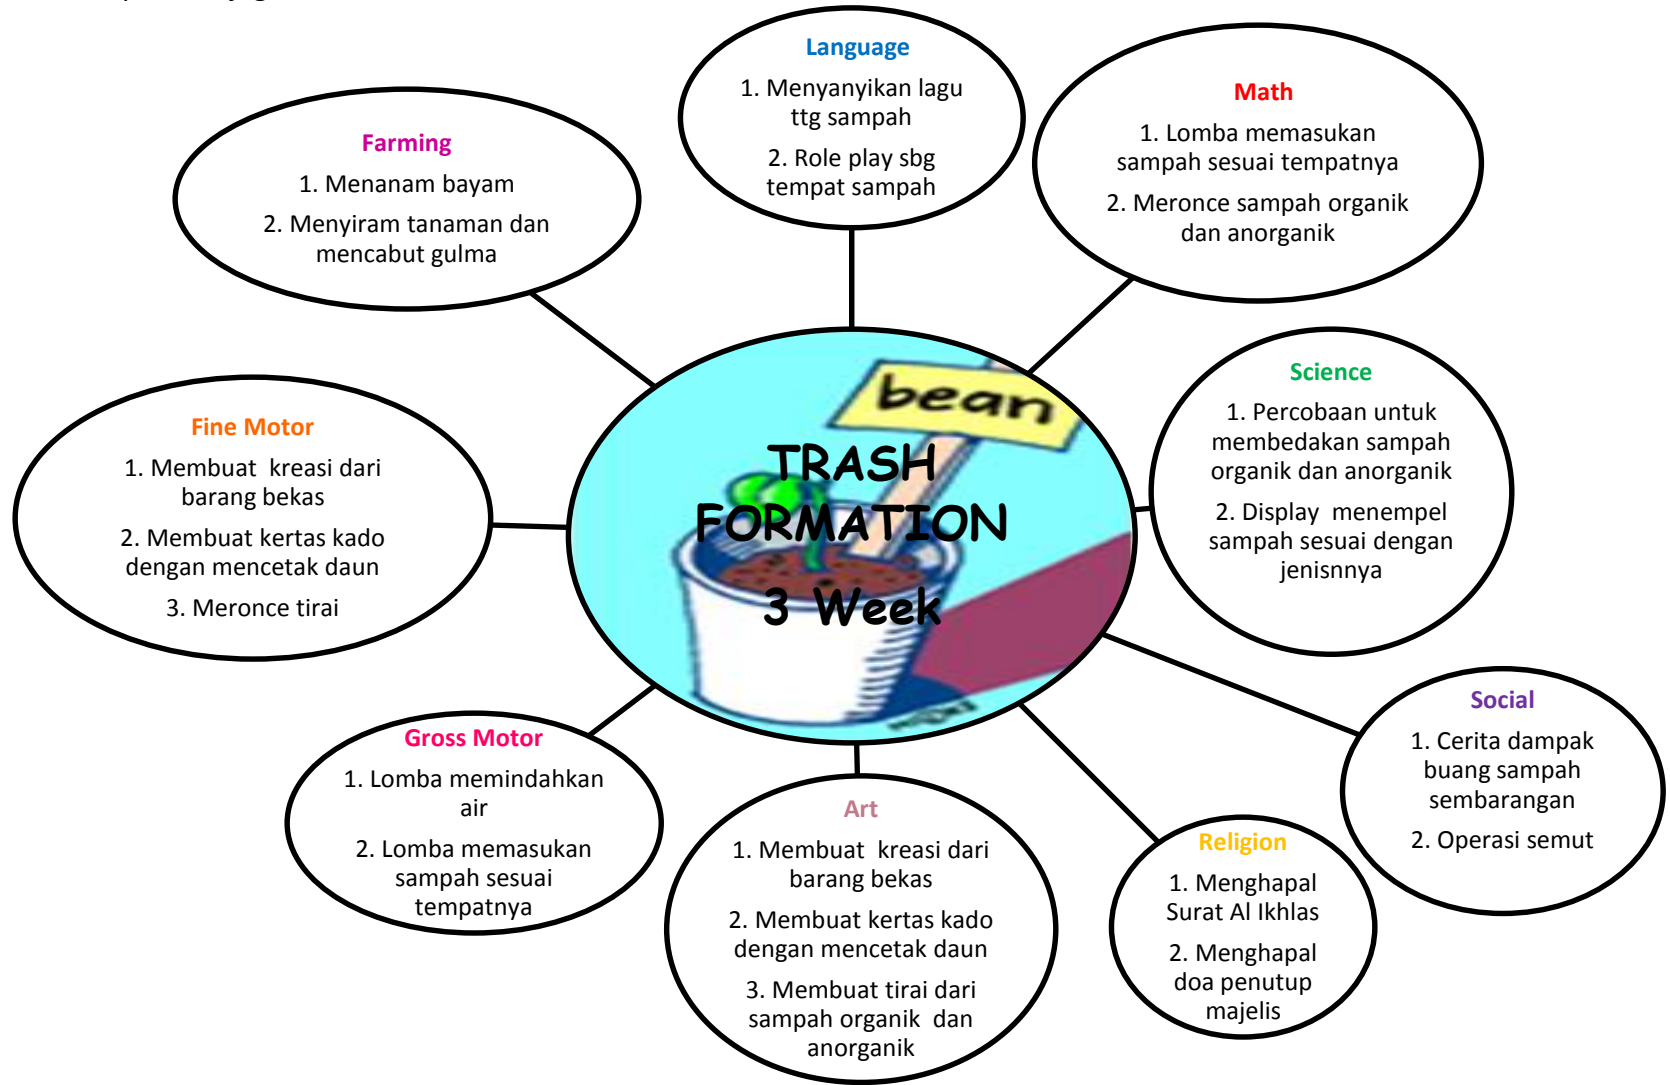 Language
1. Menyanyikan lagu
ttg sampah
2. Role play sbg
tempat sampah
Math
1. Lomba memasukan
sampah sesuai tempatnya
2. Meronce sampah organik
dan anorganik
Farming
1. Menanam bayam
2. Menyiram tanaman dan
mencabut gulma
Science
1. Percobaan untuk
membedakan sampah
organik dan anorganik
2. Display  menempel
sampah sesuai dengan
jenisnnya
bean
TRASH
FORMATION
3 Week
Fine Motor
1. Membuat  kreasi dari
barang bekas
2. Membuat kertas kado
dengan mencetak daun
3. Meronce tirai
Social
1. Cerita dampak
buang sampah
sembarangan
2. Operasi semut
Gross Motor
1. Lomba memindahkan
air
2. Lomba memasukan
sampah sesuai
tempatnya
Art
1. Membuat  kreasi dari
barang bekas
2. Membuat kertas kado
dengan mencetak daun
3. Membuat tirai dari
sampah organik  dan
anorganik
Religion
1. Menghapal
Surat Al Ikhlas
2. Menghapal
doa penutup
majelis